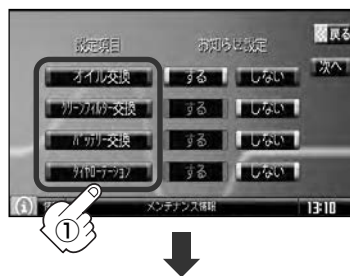 設定項目 お知らせ設定 戻る
オイル交換 する しない 次へ
クリーンフィルター交換 する しない
バッテリー交換 する しない
タイヤローテーション する しない
メンテナンス情報 13:10
①